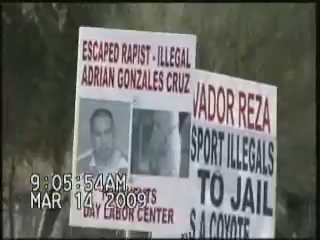 ESCAPED RAPIST - ILLEGAL
ADRIAN GONZALES CRUZ
DAY LABOR CENTER
VADOR REZA
SPORT ILLEGALS
TO JAIL
S A COYOTE
9:05:54AM
MAR 14 2009